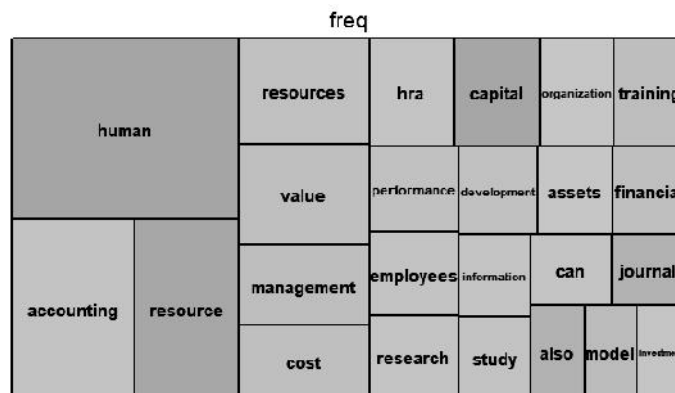 freq
human
resources
hra
capital
organization
training
value
performance
development
assets
financia
accounting
resource
management
employees
information
can
journal
cost
research
study
also
model
investme